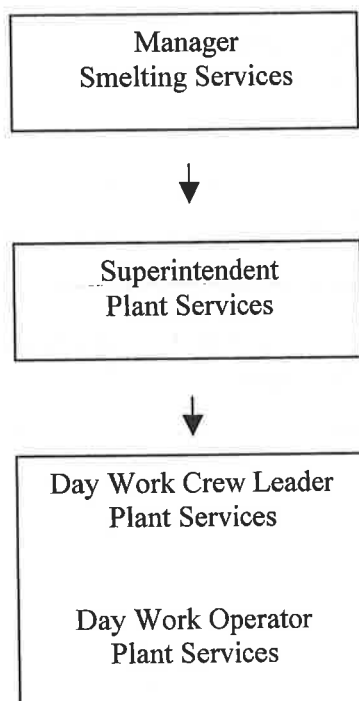 Manager
Smelting Services
Superintendent
Plant Services
Day Work Crew Leader
Plant Services
Day Work Operator
Plant Services